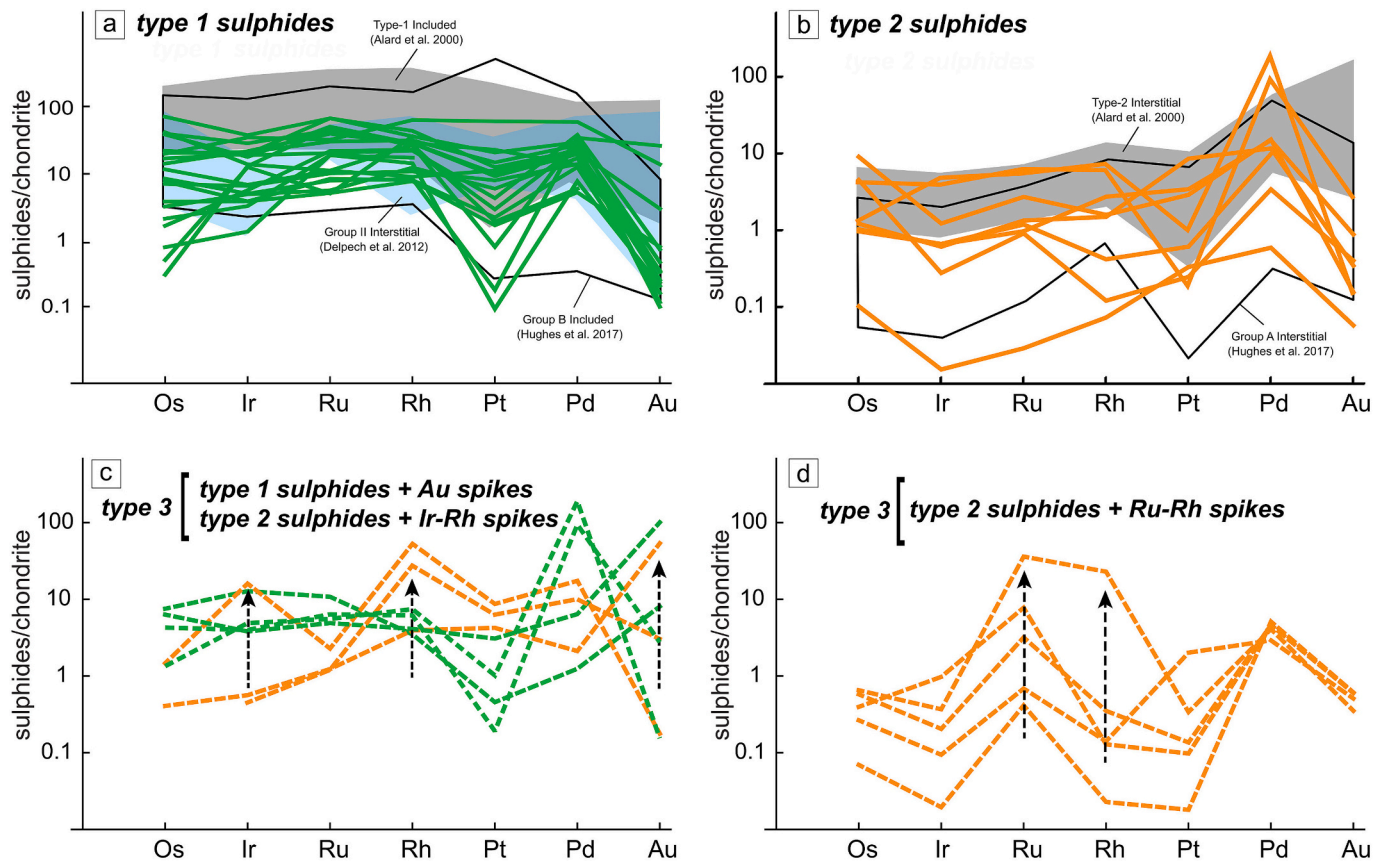 a type 1 sulphides
type 1 sulphides
Type-1 Included
(Alard et al. 2000)
sulphides/chondrite
100
10
1
0.1
Group II Interstitial
(Delpech et al. 2012)
Group B Included
(Hughes et al. 2017)
Os Ir Ru Rh Pt Pd Au
b type 2 sulphides
type 2 sulphides
Type-2 Interstitial
(Alard et al. 2000)
sulphides/chondrite
100
10
1
0.1
Group A Interstitial
(Hughes et al. 2017)
Os Ir Ru Rh Pt Pd Au
c
type 3
type 1 sulphides + Au spikes
type 2 sulphides + Ir-Rh spikes
sulphides/chondrite
100
10
1
0.1
Os Ir Ru Rh Pt Pd Au
d
type 3 type 2 sulphides + Ru-Rh spikes
sulphides/chondrite
100
10
1
0.1
Os Ir Ru Rh Pt Pd Au